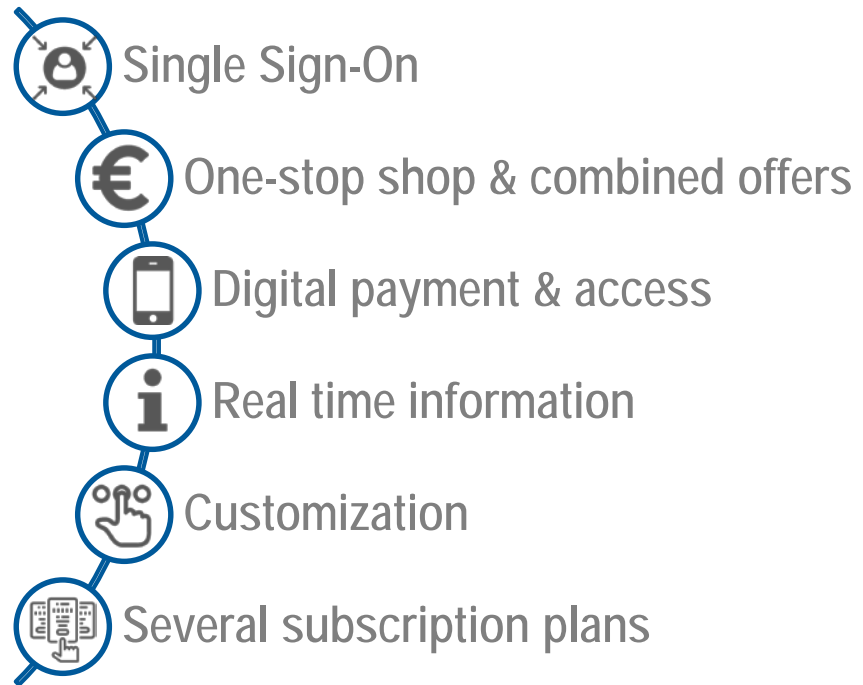 Single Sign-On
One-stop shop & combined offers
Digital payment & access
Real time information
Customization
Several subscription plans